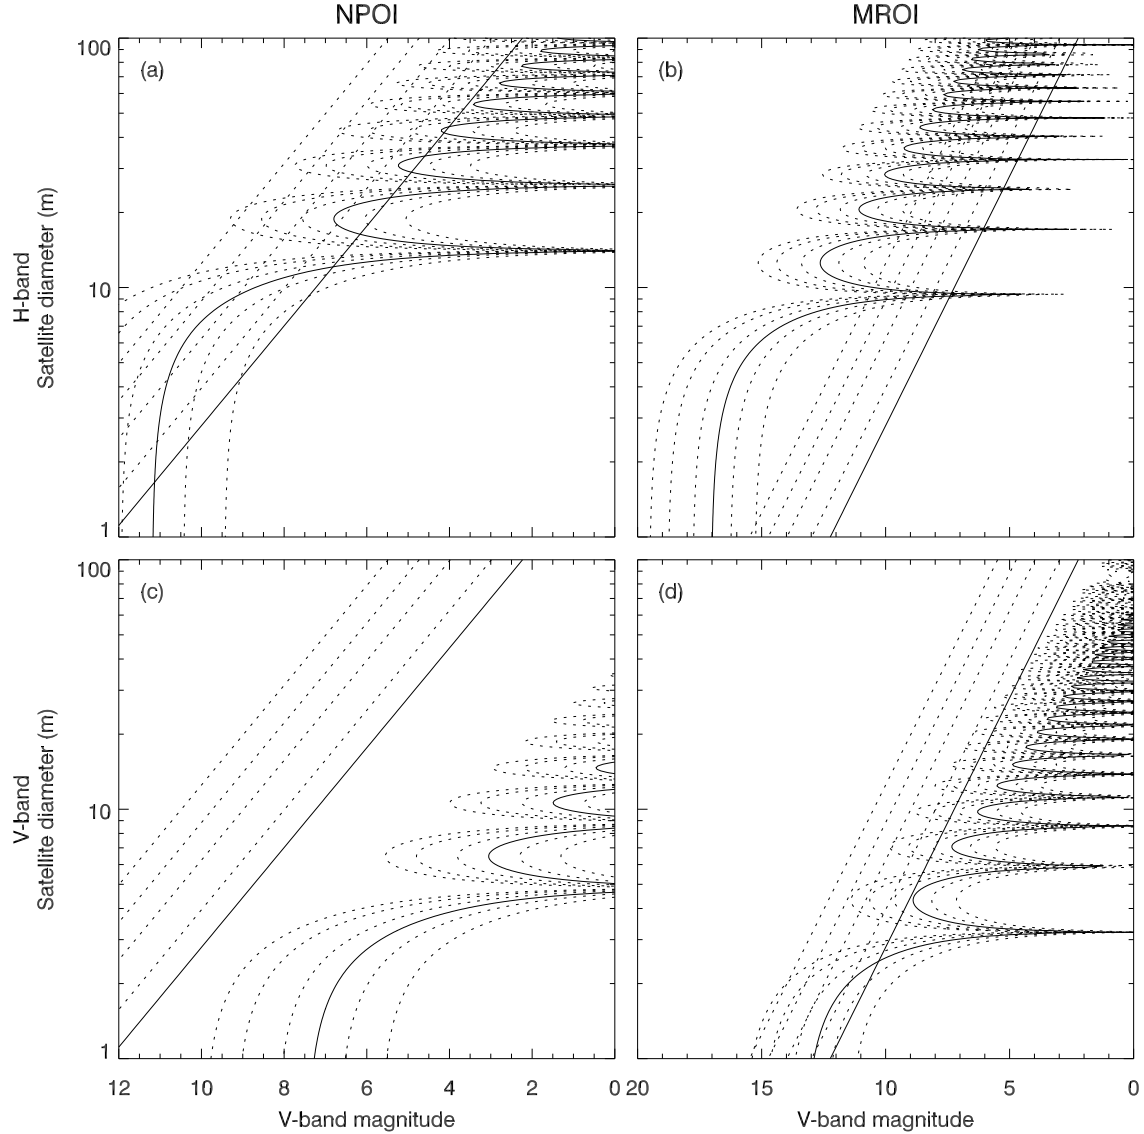 NPOI MROI
100
(a) (b)
10
1
H-band
Satellite diameter (m)
100
(c) (d)
10
1
V-band
Satellite diameter (m)
12 10 8 6 4 2 0 20 15 10 5 0
V-band magnitude V-band magnitude